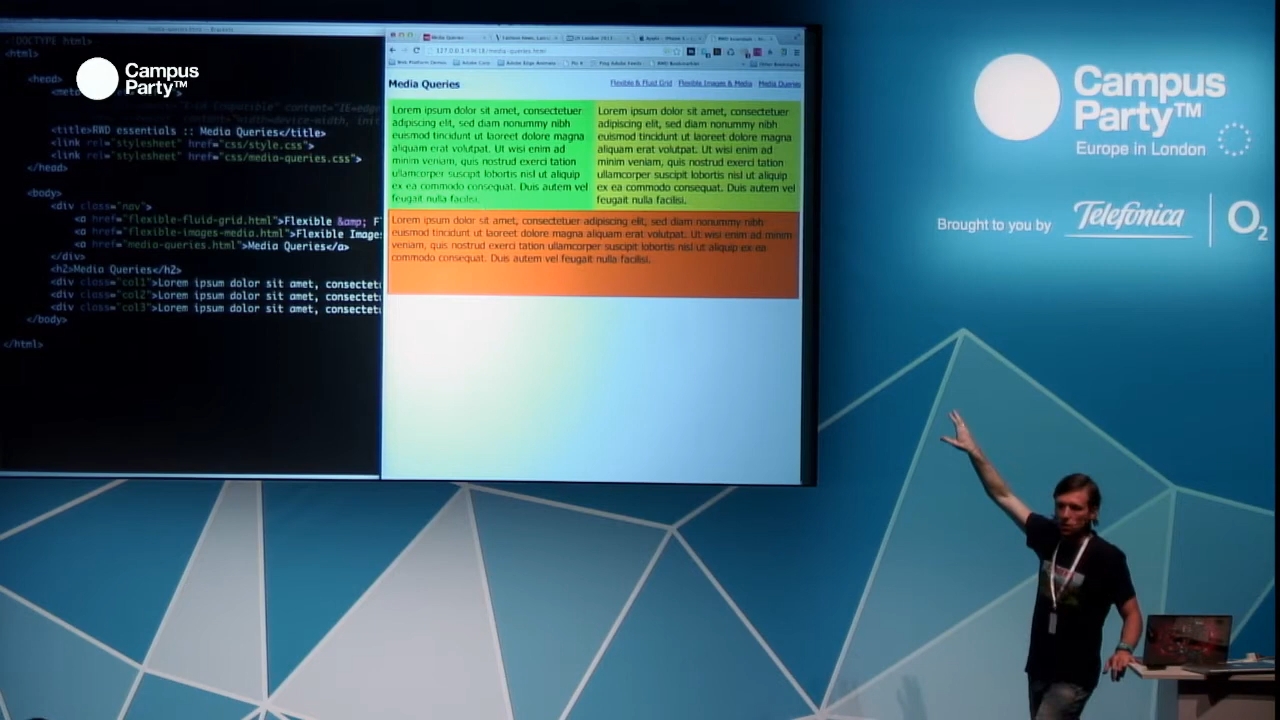 <!DOCTYPE html>
<html>
<head>
<title>RWD essentials :: Media Queries</title>
<link rel="stylesheet" href="css/style.css">
<link rel="stylesheet" href="css/media-queries.css">
</head>
<body>
<div class="nav">
<a href="flexible-fluid-grid.html">Flexible &amp; F
<a href="flexible-images-media.html">Flexible Image
<a href="media-queries.html">Media Queries</a>
</div>
<h2>Media Queries</h2>
<div class="col1">Lorem ipsum dolor sit amet, consectet
<div class="col2">Lorem ipsum dolor sit amet, consectet
<div class="col3">Lorem ipsum dolor sit amet, consectet
</body>
</html>
Campus
Party™
Media Queries
Flexible & Fluid Grid Flexible Images & Media Media Queries
Lorem ipsum dolor sit amet, consectetuer
adipiscing elit, sed diam nonummy nibh
euismod tincidunt ut laoreet dolore magna
aliquam erat volutpat. Ut wisi enim ad
minim veniam, quis nostrud exerci tation
ullamcorper suscipit lobortis nisl ut aliquip
ex ea commodo consequat. Duis autem vel
feugait nulla facilisi.
Lorem ipsum dolor sit amet, consectetuer
adipiscing elit, sed diam nonummy nibh
euismod tincidunt ut laoreet dolore magna
aliquam erat volutpat. Ut wisi enim ad
minim veniam, quis nostrud exerci tation
ullamcorper suscipit lobortis nisl ut aliquip
ex ea commodo consequat. Duis autem vel
feugait nulla facilisi.
Lorem ipsum dolor sit amet, consectetuer adipiscing elit, sed diam nonummy nibh
euismod tincidunt ut laoreet dolore magna aliquam erat volutpat. Ut wisi enim ad minim
veniam, quis nostrud exerci tation ullamcorper suscipit lobortis nisl ut aliquip ex ea
commodo consequat. Duis autem vel feugait nulla facilisi.
Campus
Party™
Europe in London
Brought to you by Telefónica O2